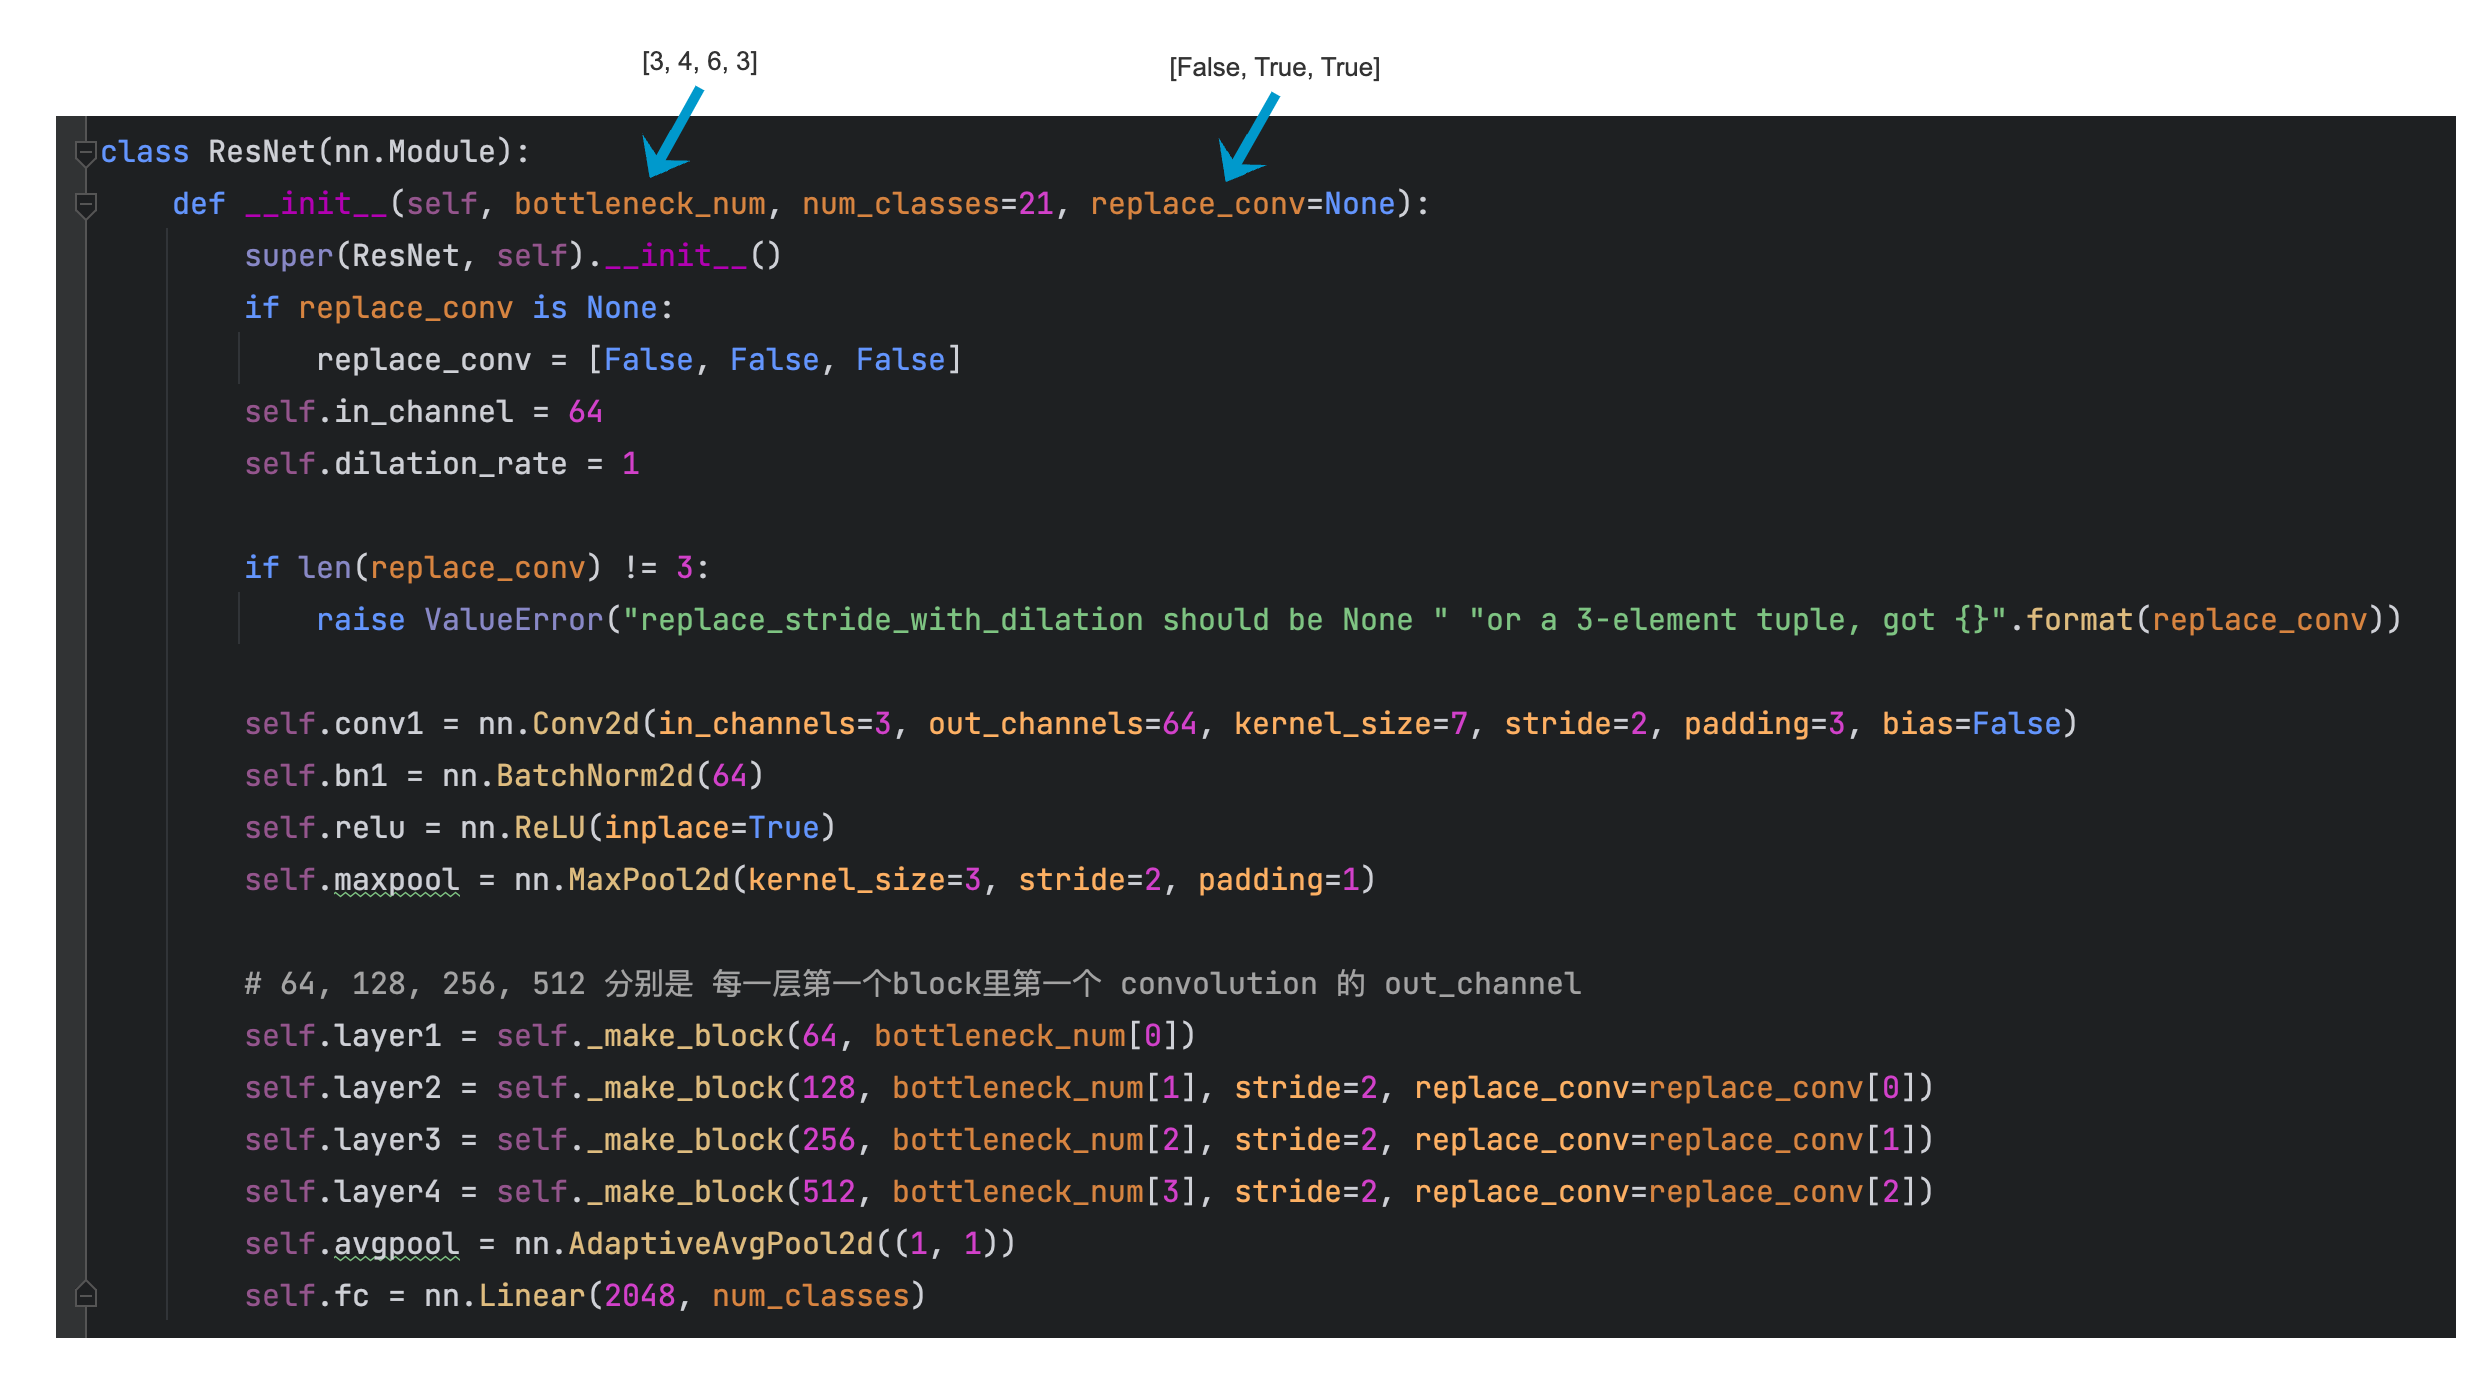 [3, 4, 6, 3]
[False, True, True]
class ResNet(nn.Module):
    def __init__(self, bottleneck_num, num_classes=21, replace_conv=None):
        super(ResNet, self).__init__()
        if replace_conv is None:
            replace_conv = [False, False, False]
        self.in_channel = 64
        self.dilation_rate = 1

        if len(replace_conv) != 3:
            raise ValueError("replace_stride_with_dilation should be None " "or a 3-element tuple, got {}".format(replace_conv))

        self.conv1 = nn.Conv2d(in_channels=3, out_channels=64, kernel_size=7, stride=2, padding=3, bias=False)
        self.bn1 = nn.BatchNorm2d(64)
        self.relu = nn.ReLU(inplace=True)
        self.maxpool = nn.MaxPool2d(kernel_size=3, stride=2, padding=1)

        # 64, 128, 256, 512 分别是 每一层第一个block里第一个 convolution 的 out_channel
        self.layer1 = self._make_block(64, bottleneck_num[0])
        self.layer2 = self._make_block(128, bottleneck_num[1], stride=2, replace_conv=replace_conv[0])
        self.layer3 = self._make_block(256, bottleneck_num[2], stride=2, replace_conv=replace_conv[1])
        self.layer4 = self._make_block(512, bottleneck_num[3], stride=2, replace_conv=replace_conv[2])
        self.avgpool = nn.AdaptiveAvgPool2d((1, 1))
        self.fc = nn.Linear(2048, num_classes)